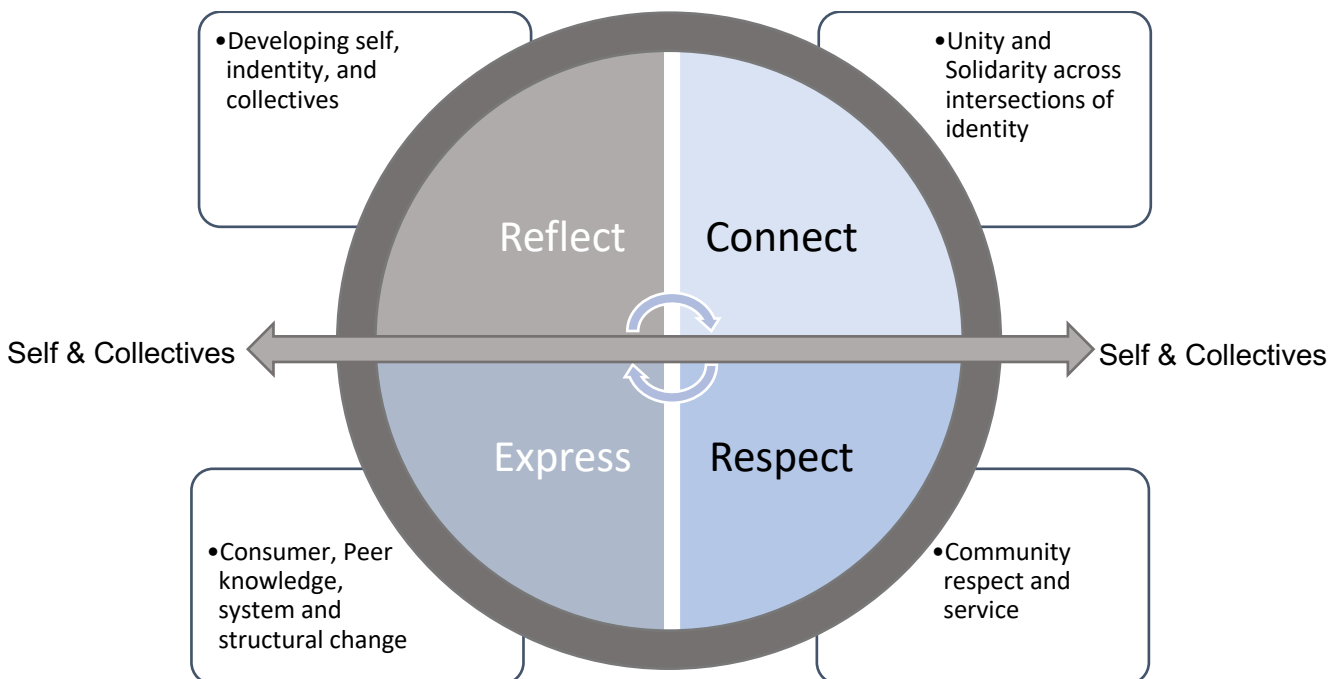 •Developing self,
indentity, and
collectives
•Unity and
Solidarity across
intersections of
identity
Reflect
Connect
Self & Collectives
Self & Collectives
Express
Respect
•Consumer, Peer
knowledge,
system and
structural change
•Community
respect and
service